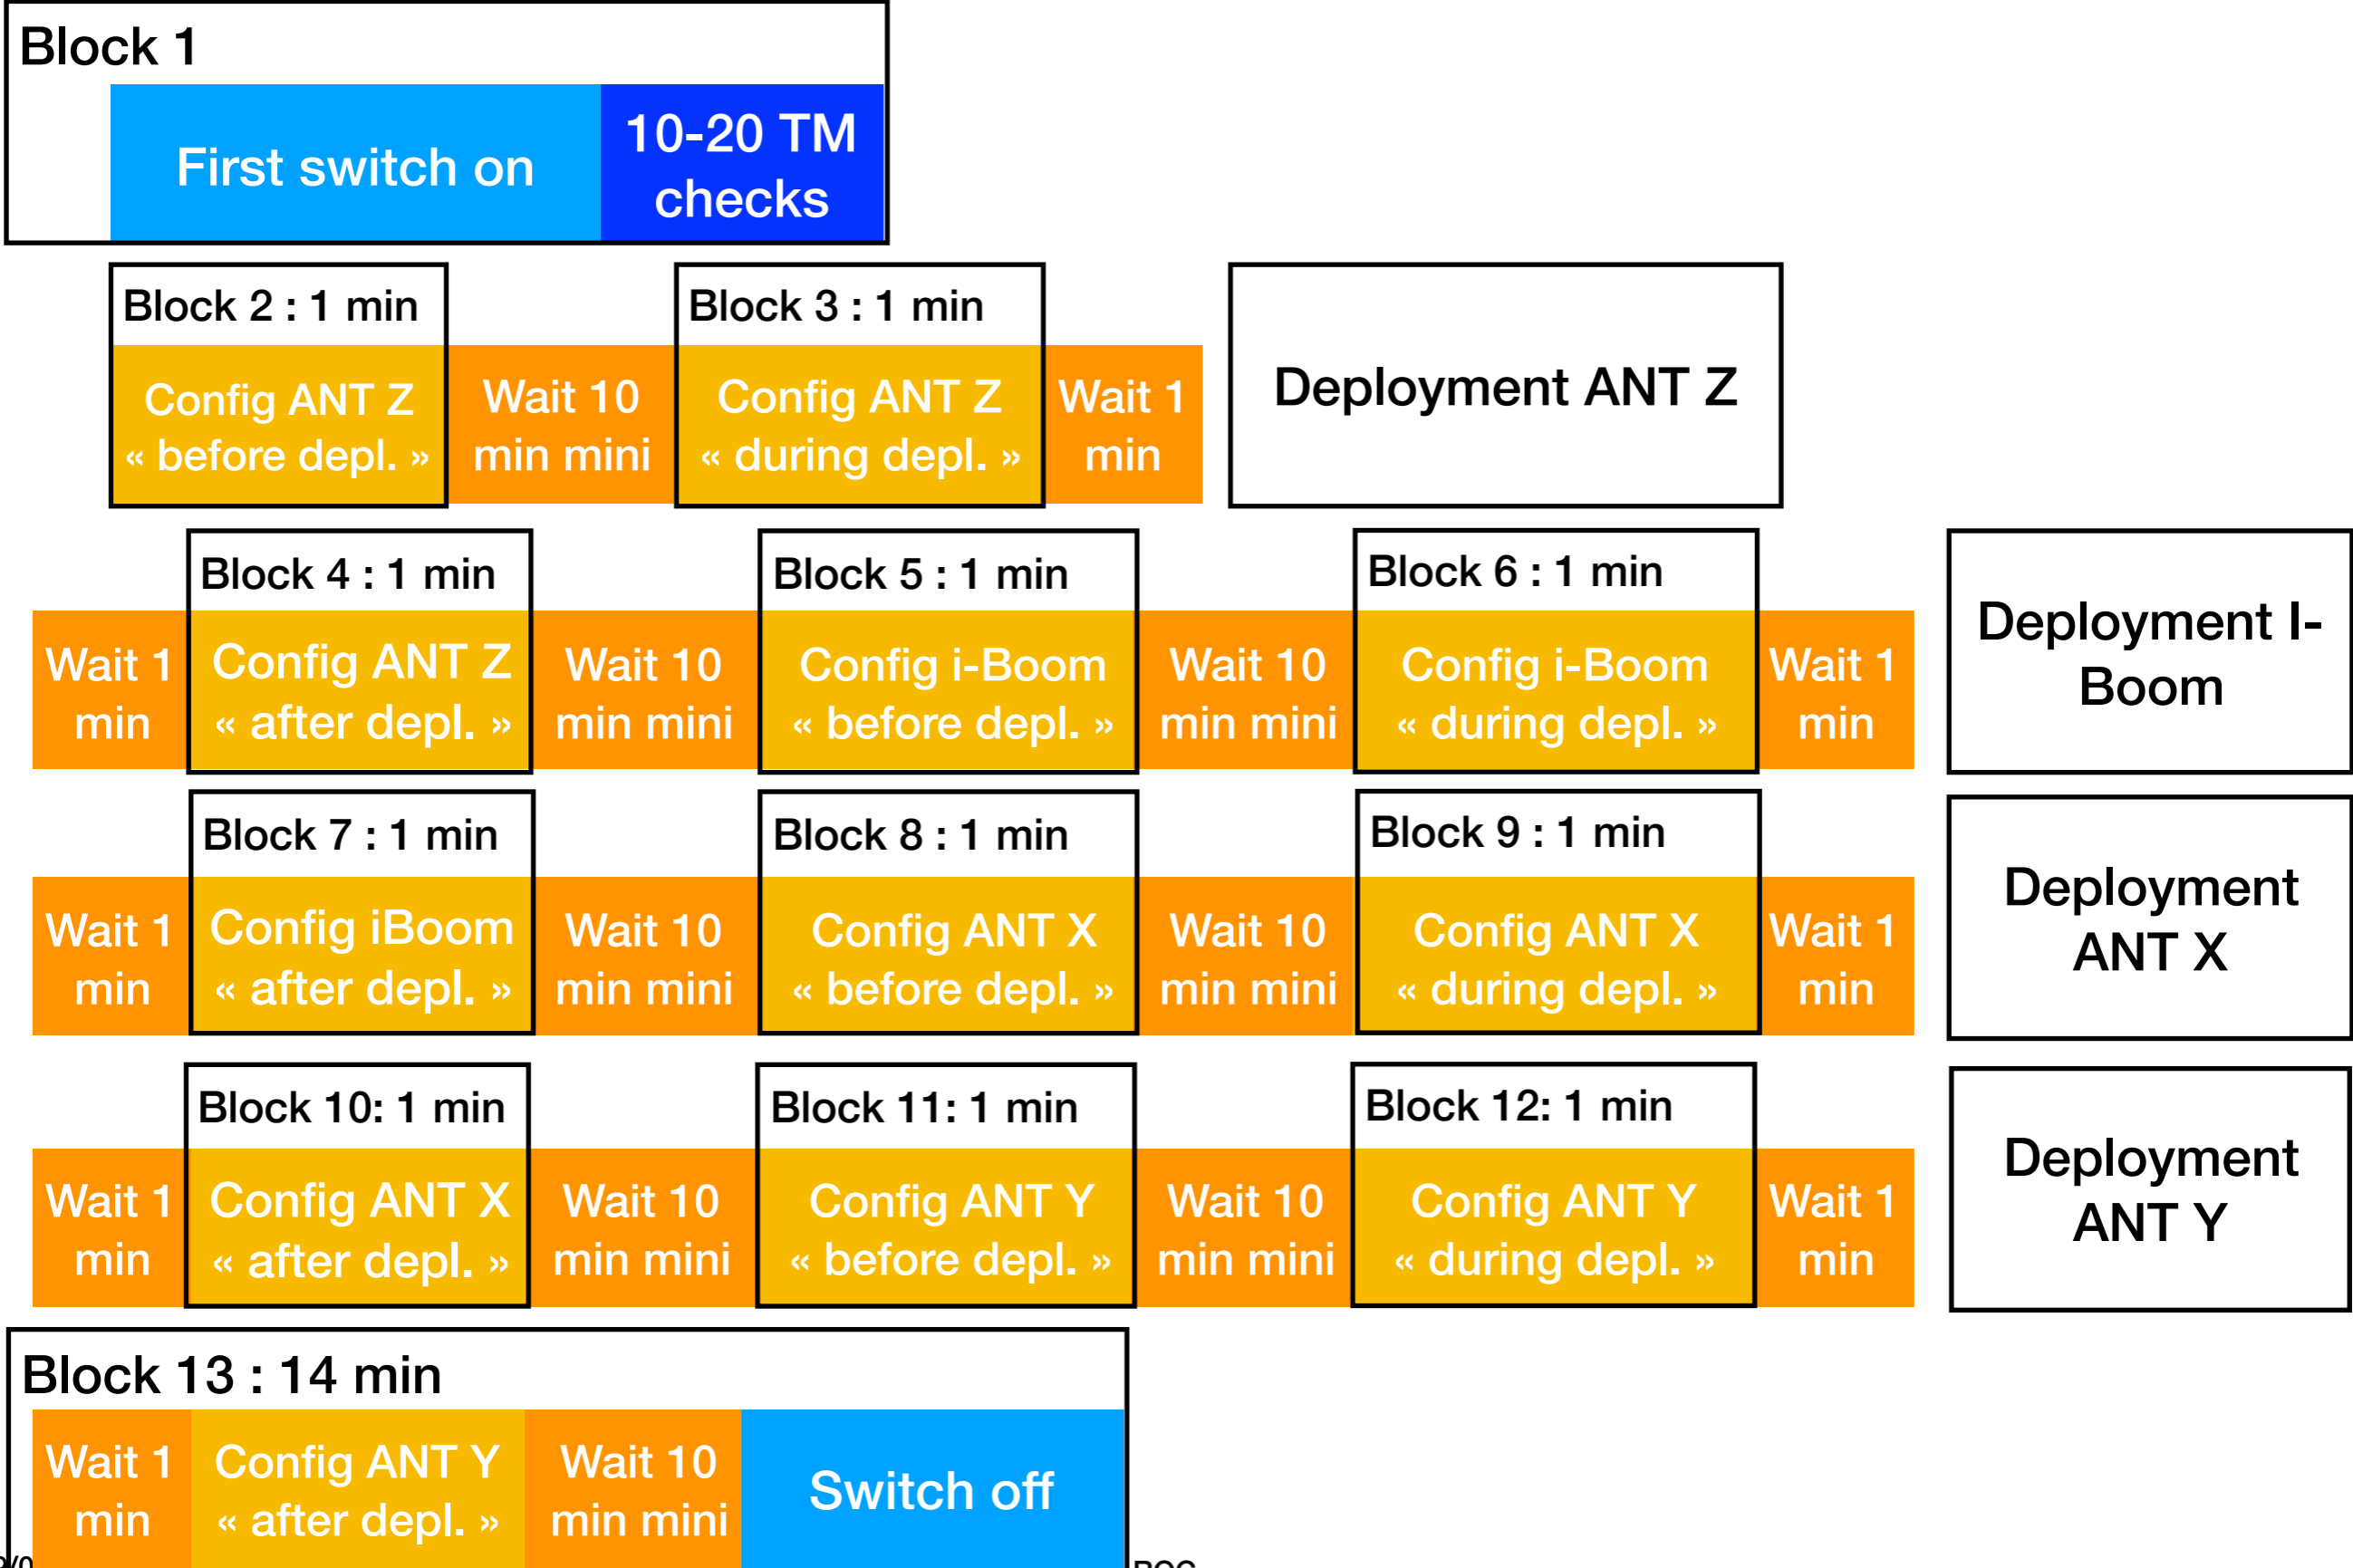 Block 1
First switch on
10-20 TM
checks
Block 2 : 1 min
Config ANT Z
« before depl. »
Wait 10
min mini
Block 3 : 1 min
Config ANT Z
« during depl. »
Wait 1
min
Deployment ANT Z
Wait 1
min
Block 4 : 1 min
Config ANT Z
« after depl. »
Wait 10
min mini
Block 5 : 1 min
Config i-Boom
« before depl. »
Wait 10
min mini
Block 6 : 1 min
Config i-Boom
« during depl. »
Wait 1
min
Deployment I-
Boom
Wait 1
min
Block 7 : 1 min
Config iBoom
« after depl. »
Wait 10
min mini
Block 8 : 1 min
Config ANT X
« before depl. »
Wait 10
min mini
Block 9 : 1 min
Config ANT X
« during depl. »
Wait 1
min
Deployment
ANT X
Wait 1
min
Block 10: 1 min
Config ANT X
« after depl. »
Wait 10
min mini
Block 11: 1 min
Config ANT Y
« before depl. »
Wait 10
min mini
Block 12: 1 min
Config ANT Y
« during depl. »
Wait 1
min
Deployment
ANT Y
Block 13 : 14 min
Wait 1
min
Config ANT Y
« after depl. »
Wait 10
min mini
Switch off